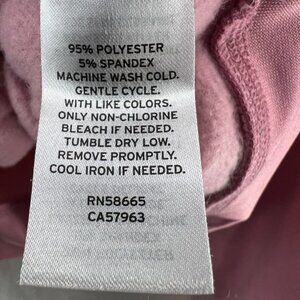 95% POLYESTER
5% SPANDEX
MACHINE WASH COLD.
GENTLE CYCLE.
WITH LIKE COLORS.
ONLY NON-CHLORINE
BLEACH IF NEEDED.
TUMBLE DRY LOW.
REMOVE PROMPTLY.
COOL IRON IF NEEDED.
RN58665
CA57963